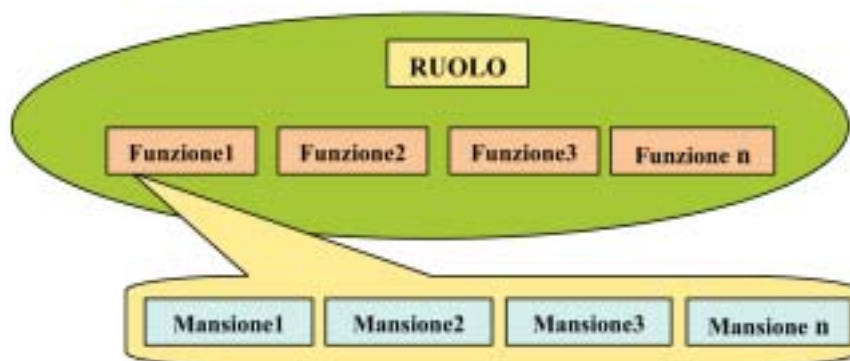 RUOLO
Funzione1 Funzione2 Funzione3 Funzione n
Mansione1 Mansione2 Mansione3 Mansione n